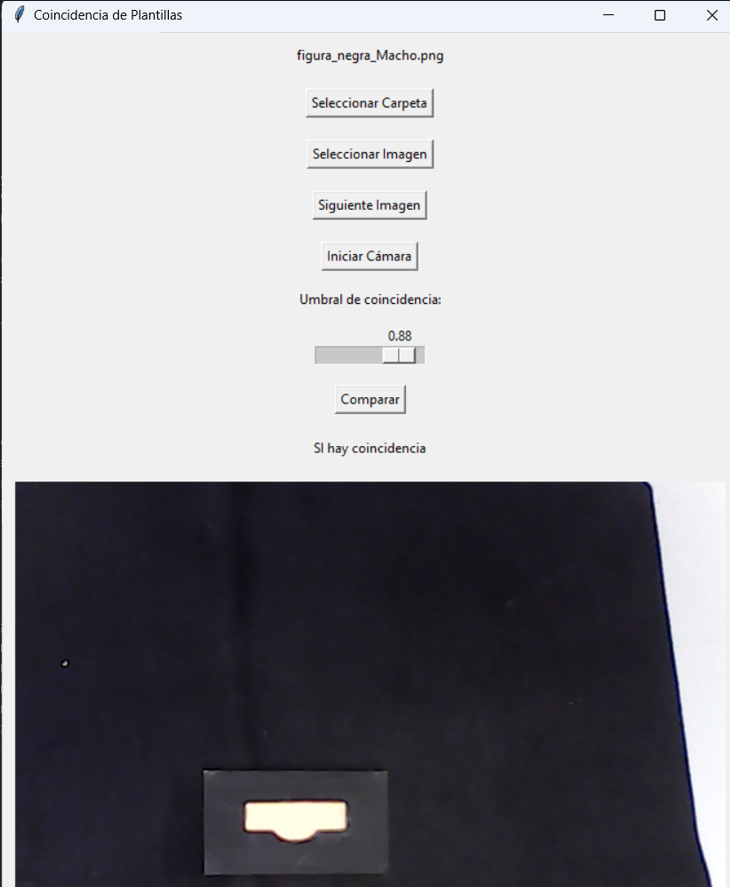 Coincidencia de Plantillas
figura_negra_Macho.png
Seleccionar Carpeta
Seleccionar Imagen
Siguiente Imagen
Iniciar Cámara
Umbral de coincidencia:
0.88
Comparar
SI hay coincidencia